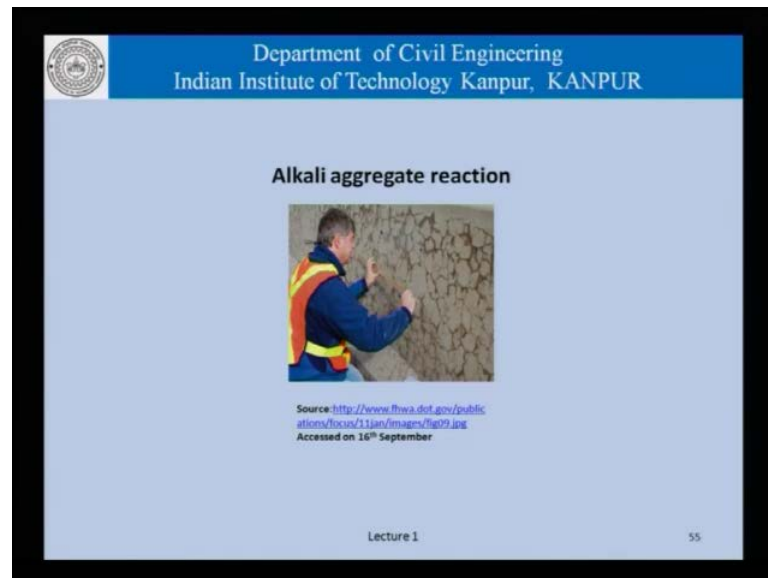 Department of Civil Engineering
Indian Institute of Technology Kanpur, KANPUR
Alkali aggregate reaction
Source:http://www.fhwa.dot.gov/public
ations/focus/11jan/images/fig09.jpg
Accessed on 16th September
Lecture 1
55